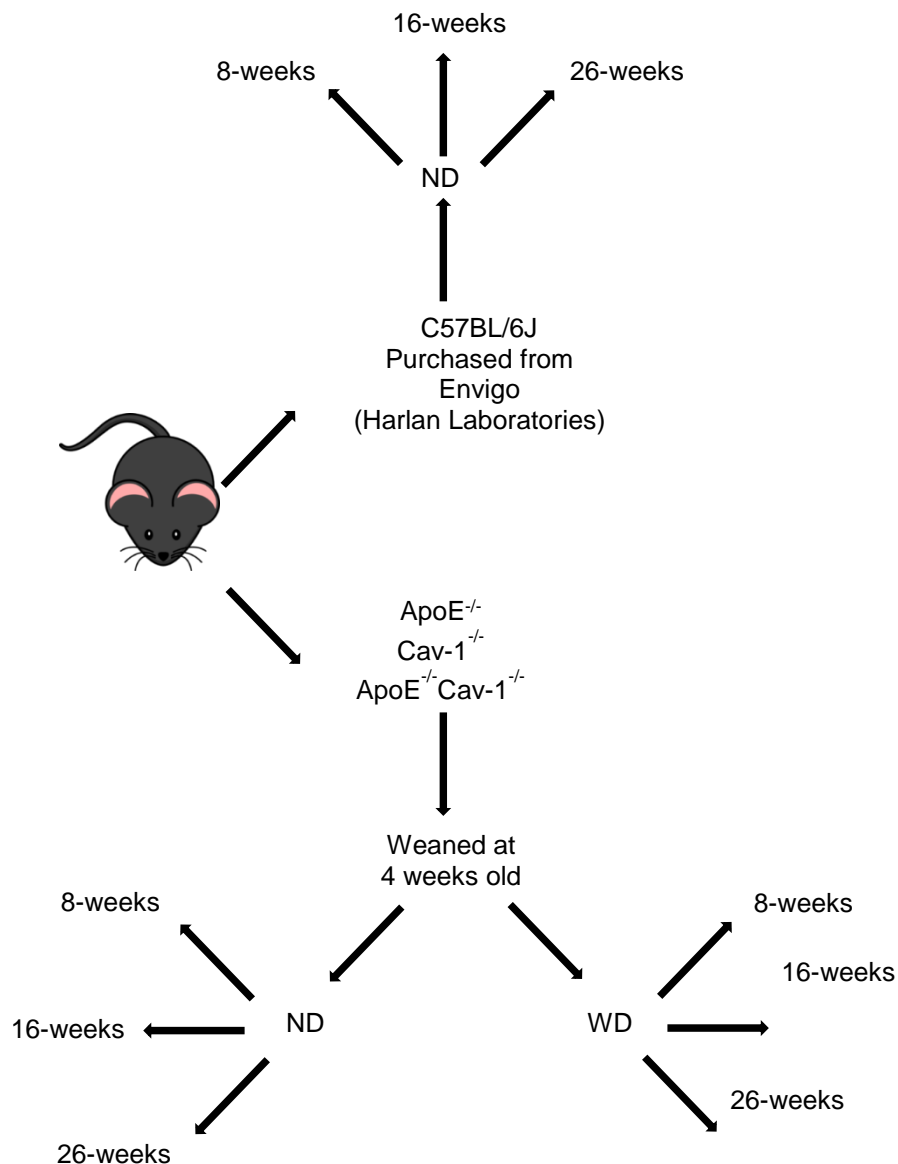 16-weeks
8-weeks
26-weeks
ND
C57BL/6J
Purchased from
Envigo
(Harlan Laboratories)
ApoE-/-
Cav-1-/-
ApoE-/-Cav-1-/-
Weaned at
4 weeks old
8-weeks
8-weeks
16-weeks
ND
WD
16-weeks
26-weeks
26-weeks